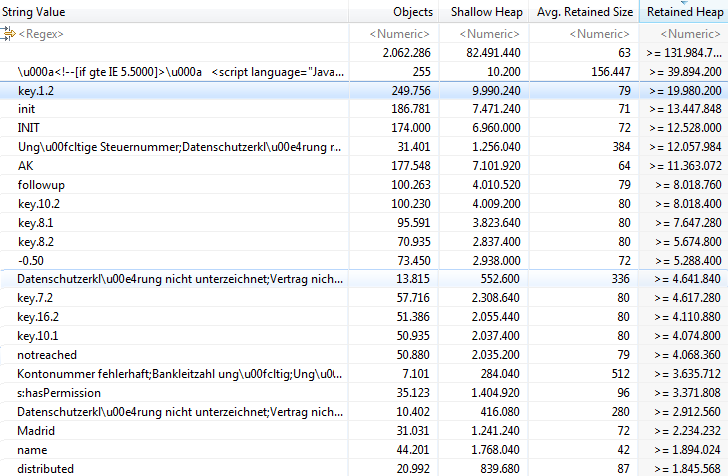 String Value Objects Shallow Heap Avg. Retained Size Retained Heap
<Regex> <Numeric> <Numeric> <Numeric> <Numeric>
2.062.286 82.491.440 63 >= 131.984.7...
\u000a<!--[if gte IE 5.5000]>\u000a <script language="Java... 255 10.200 156.447 >= 39.894.200
key.1.2 249.756 9.990.240 79 >= 19.980.200
init 186.781 7.471.240 71 >= 13.447.848
INIT 174.000 6.960.000 72 >= 12.528.000
Ung\u00fcltige Steuernummer;Datenschutzerkl\u00e4rung r... 31.401 1.256.040 384 >= 12.057.984
AK 177.548 7.101.920 64 >= 11.363.072
followup 100.263 4.010.520 79 >= 8.018.760
key.10.2 100.230 4.009.200 80 >= 8.018.400
key.8.1 95.591 3.823.640 80 >= 7.647.280
key.8.2 70.935 2.837.400 80 >= 5.674.800
-0.50 73.450 2.938.000 72 >= 5.288.400
Datenschutzerkl\u00e4rung nicht unterzeichnet;Vertrag nich... 13.815 552.600 336 >= 4.641.840
key.7.2 57.716 2.308.640 80 >= 4.617.280
key.16.2 51.386 2.055.440 80 >= 4.110.880
key.10.1 50.935 2.037.400 80 >= 4.074.800
notreached 50.880 2.035.200 79 >= 4.068.360
Kontonummer fehlerhaft;Bankleitzahl ung\u00fcltig;Ung\u0... 7.101 284.040 512 >= 3.635.712
s:hasPermission 35.123 1.404.920 96 >= 3.371.808
Datenschutzerkl\u00e4rung nicht unterzeichnet;Vertrag nich... 10.402 416.080 280 >= 2.912.560
Madrid 31.031 1.241.240 72 >= 2.234.232
name 44.201 1.768.040 42 >= 1.894.024
distributed 20.992 839.680 87 >= 1.845.568